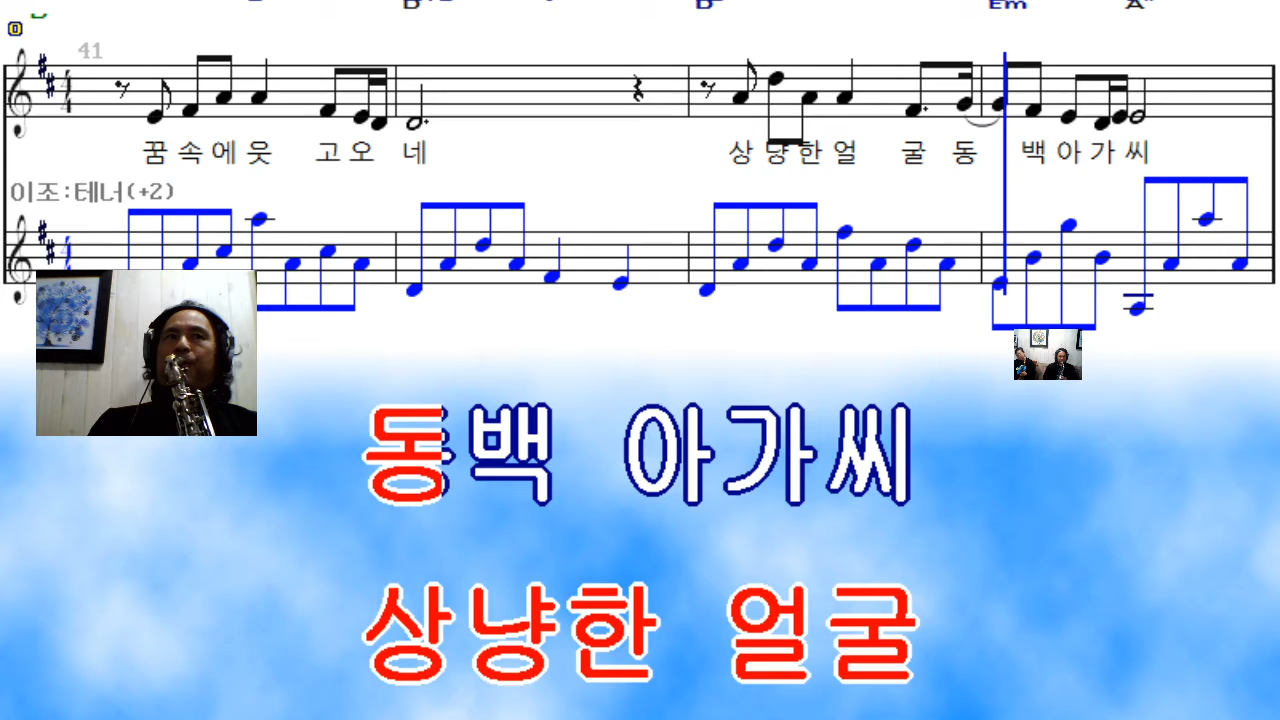 41
꿈 속 에 웃 고 오 네 상 냥 한 얼 굴 동 백 아 가 씨
이조:테너(+2)
동백 아가씨
상냥한 얼굴